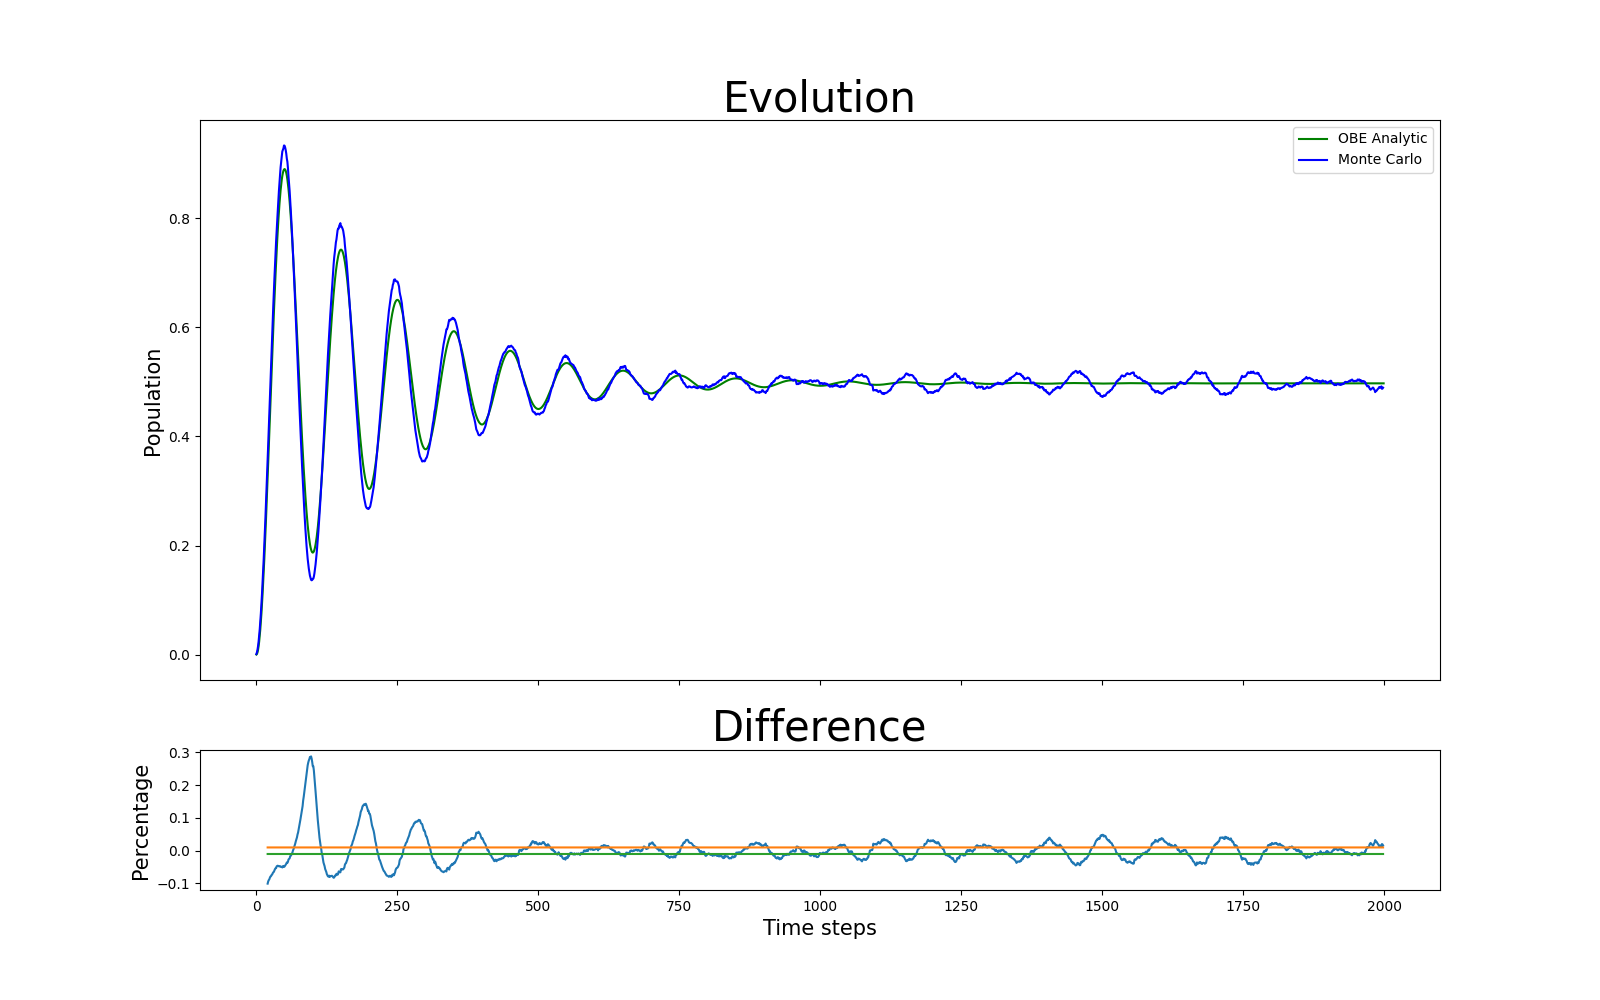 Evolution
OBE Analytic
Monte Carlo
0.8
0.6
0.4
0.2
0.0
Population
Difference
0.3
0.2
0.1
0.0
−0.1
Percentage
0 250 500 750 1000 1250 1500 1750 2000
Time steps